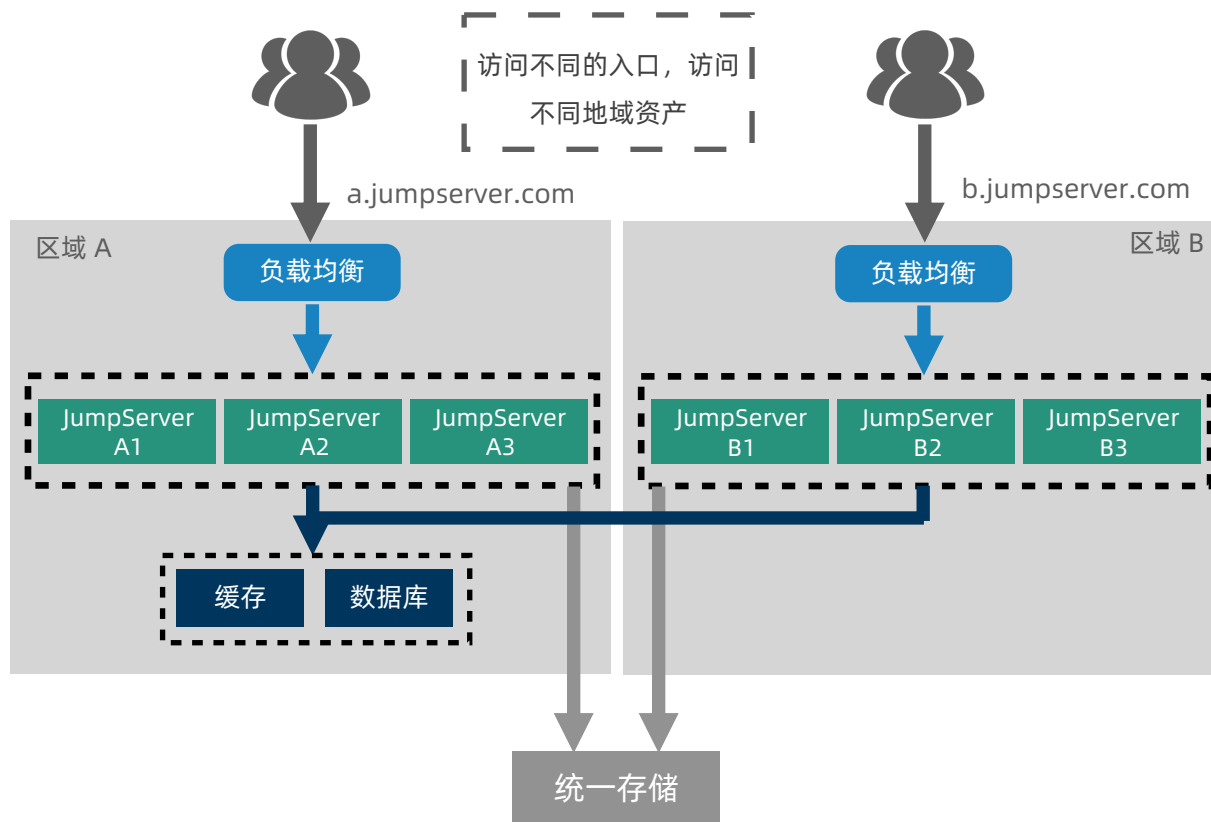 访问不同的入口，访问
不同地域资产
a.jumpserver.com
b.jumpserver.com
区域 A
区域 B
负载均衡
负载均衡
JumpServer
A1
JumpServer
A2
JumpServer
A3
JumpServer
B1
JumpServer
B2
JumpServer
B3
缓存
数据库
统一存储